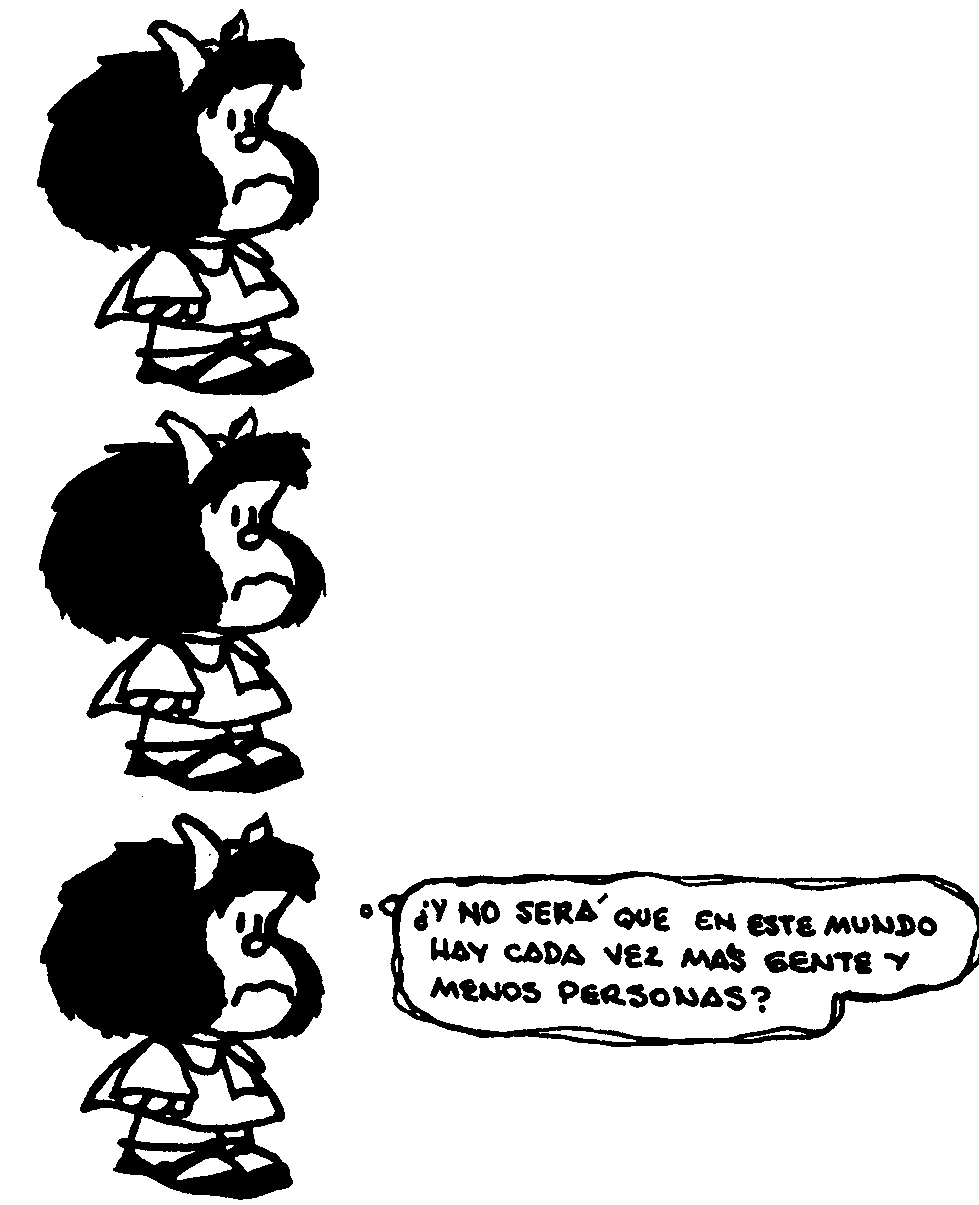 ¿Y NO SERÁ QUE EN ESTE MUNDO
HAY CADA VEZ MÁS GENTE Y
MENOS PERSONAS?